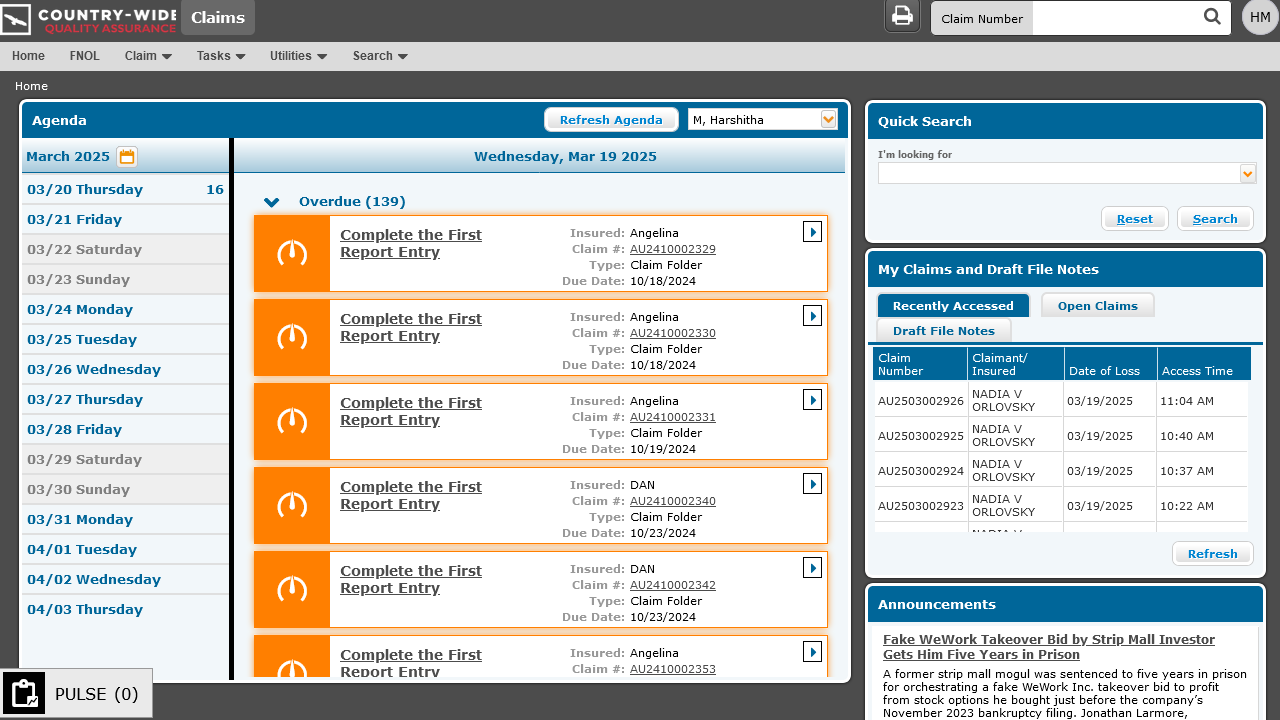 COUNTRY-WIDE
QUALITY ASSURANCE
Claims
Claim Number
HM
Home
FNOL
Claim
Tasks
Utilities
Search
Home
Agenda
Refresh Agenda
M, Harshitha
March 2025
Wednesday, Mar 19 2025
03/20 Thursday 16
03/21 Friday
03/22 Saturday
03/23 Sunday
03/24 Monday
03/25 Tuesday
03/26 Wednesday
03/27 Thursday
03/28 Friday
03/29 Saturday
03/30 Sunday
03/31 Monday
04/01 Tuesday
04/02 Wednesday
04/03 Thursday
Overdue (139)
Complete the First
Report Entry
Insured: Angelina
Claim #: AU2410002329
Type: Claim Folder
Due Date: 10/18/2024
Complete the First
Report Entry
Insured: Angelina
Claim #: AU2410002330
Type: Claim Folder
Due Date: 10/18/2024
Complete the First
Report Entry
Insured: Angelina
Claim #: AU2410002331
Type: Claim Folder
Due Date: 10/19/2024
Complete the First
Report Entry
Insured: DAN
Claim #: AU2410002340
Type: Claim Folder
Due Date: 10/23/2024
Complete the First
Report Entry
Insured: DAN
Claim #: AU2410002342
Type: Claim Folder
Due Date: 10/23/2024
Complete the First
Report Entry
Insured: Angelina
Claim #: AU2410002353
PULSE (0)
Quick Search
I'm looking for
Reset
Search
My Claims and Draft File Notes
Recently Accessed
Open Claims
Draft File Notes
Claim
Number
Claimant/
Insured
Date of Loss
Access Time
AU2503002926
NADIA V
ORLOVSKY
03/19/2025
11:04 AM
AU2503002925
NADIA V
ORLOVSKY
03/19/2025
10:40 AM
AU2503002924
NADIA V
ORLOVSKY
03/19/2025
10:37 AM
AU2503002923
NADIA V
ORLOVSKY
03/19/2025
10:22 AM
NADIA V
Refresh
Announcements
Fake WeWork Takeover Bid by Strip Mall Investor
Gets Him Five Years in Prison
A former strip mall mogul was sentenced to five years in prison
for orchestrating a fake WeWork Inc. takeover bid to profit
from stock options he bought just before the company’s
November 2023 bankruptcy filing. Jonathan Larmore,